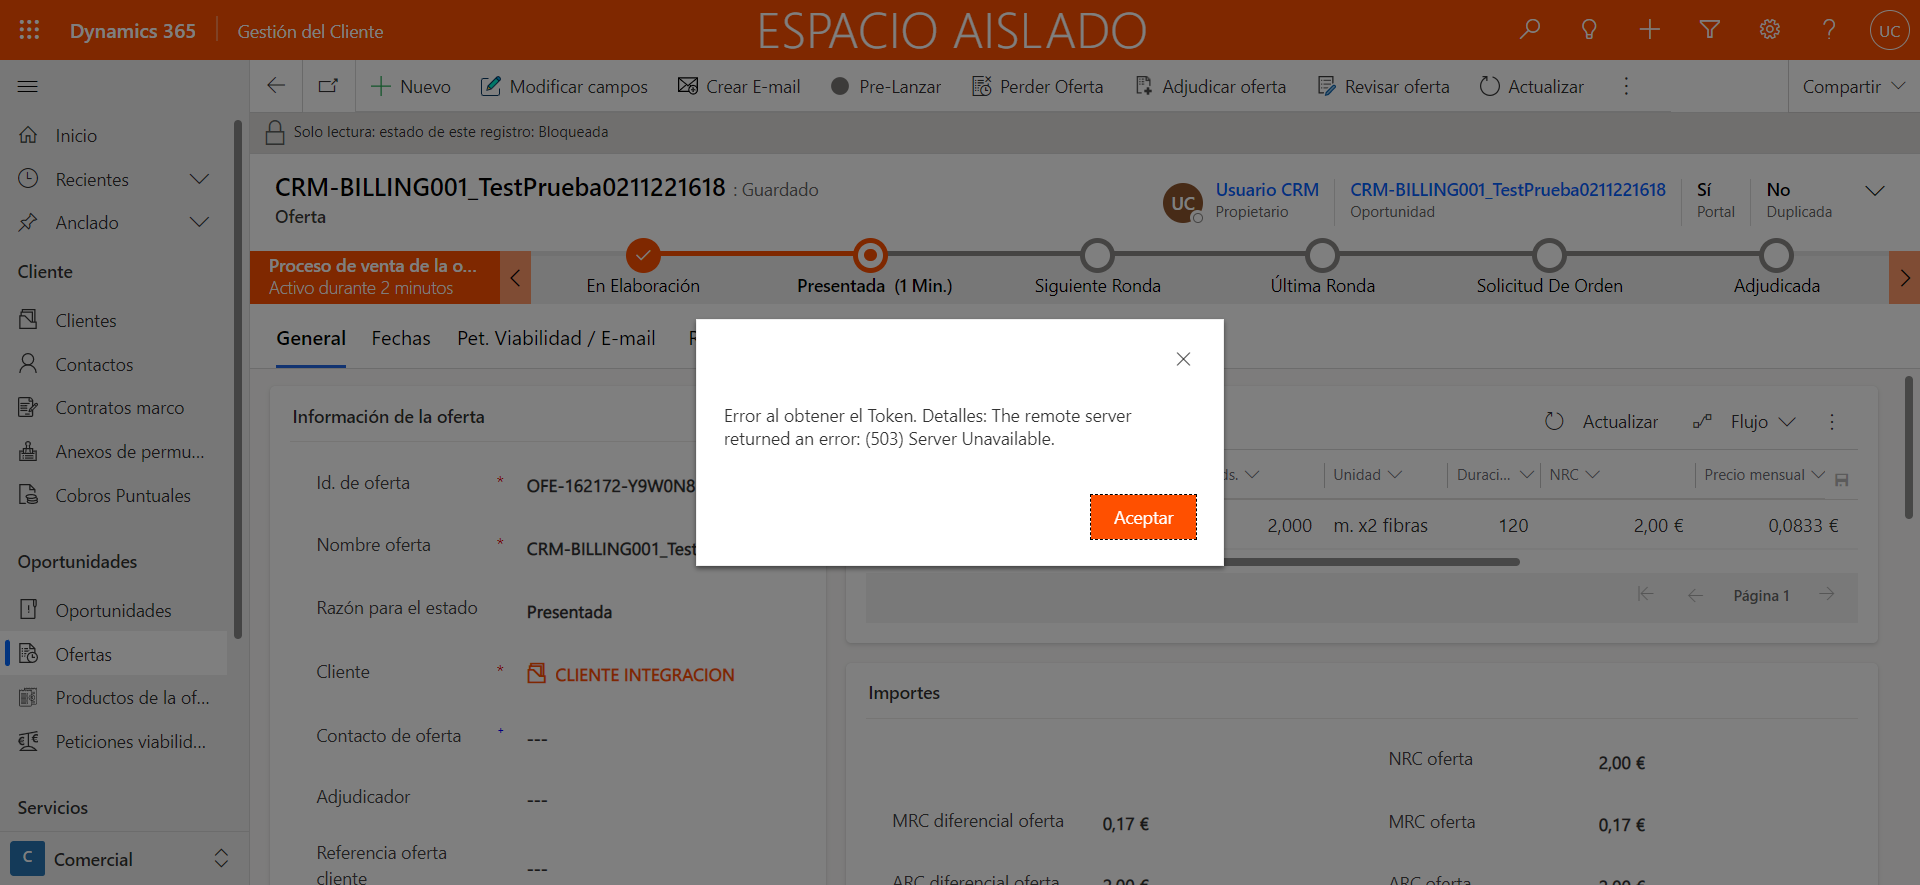 Dynamics 365
Gestión del Cliente
ESPACIO AISLADO
UC
Nuevo
Modificar campos
Crear E-mail
Pre-Lanzar
Perder Oferta
Adjudicar oferta
Revisar oferta
Actualizar
Compartir
Solo lectura: estado de este registro: Bloqueada
Inicio
Recientes
Anclado
Cliente
Clientes
Contactos
Contratos marco
Anexos de permu...
Cobros Puntuales
Oportunidades
Oportunidades
Ofertas
Productos de la of...
Peticiones viabilid...
Servicios
C
Comercial
CRM-BILLING001_TestPrueba0211221618 : Guardado
Oferta
UC
Usuario CRM
Propietario
CRM-BILLING001_TestPrueba0211221618
Oportunidad
Sí
Portal
No
Duplicada
Proceso de venta de la o...
Activo durante 2 minutos
En Elaboración
Presentada (1 Min.)
Siguiente Ronda
Última Ronda
Solicitud De Orden
Adjudicada
General
Fechas
Pet. Viabilidad / E-mail
Error al obtener el Token. Detalles: The remote server
returned an error: (503) Server Unavailable.
Aceptar
Información de la oferta
Id. de oferta * OFE-162172-Y9W0N8
Nombre oferta * CRM-BILLING001_Test
Razón para el estado Presentada
Cliente * CLIENTE INTEGRACION
Contacto de oferta + ---
Adjudicador ---
Referencia oferta
cliente ---
Actualizar
Flujo
ds.
Unidad
Duraci...
NRC
Precio mensual
2,000
m. x2 fibras
120
2,00 €
0,0833 €
Página 1
Importes
NRC oferta 2,00 €
MRC diferencial oferta 0,17 €
MRC oferta 0,17 €
ARC diferencial oferta 2,00 €
ARC oferta 2,00 €